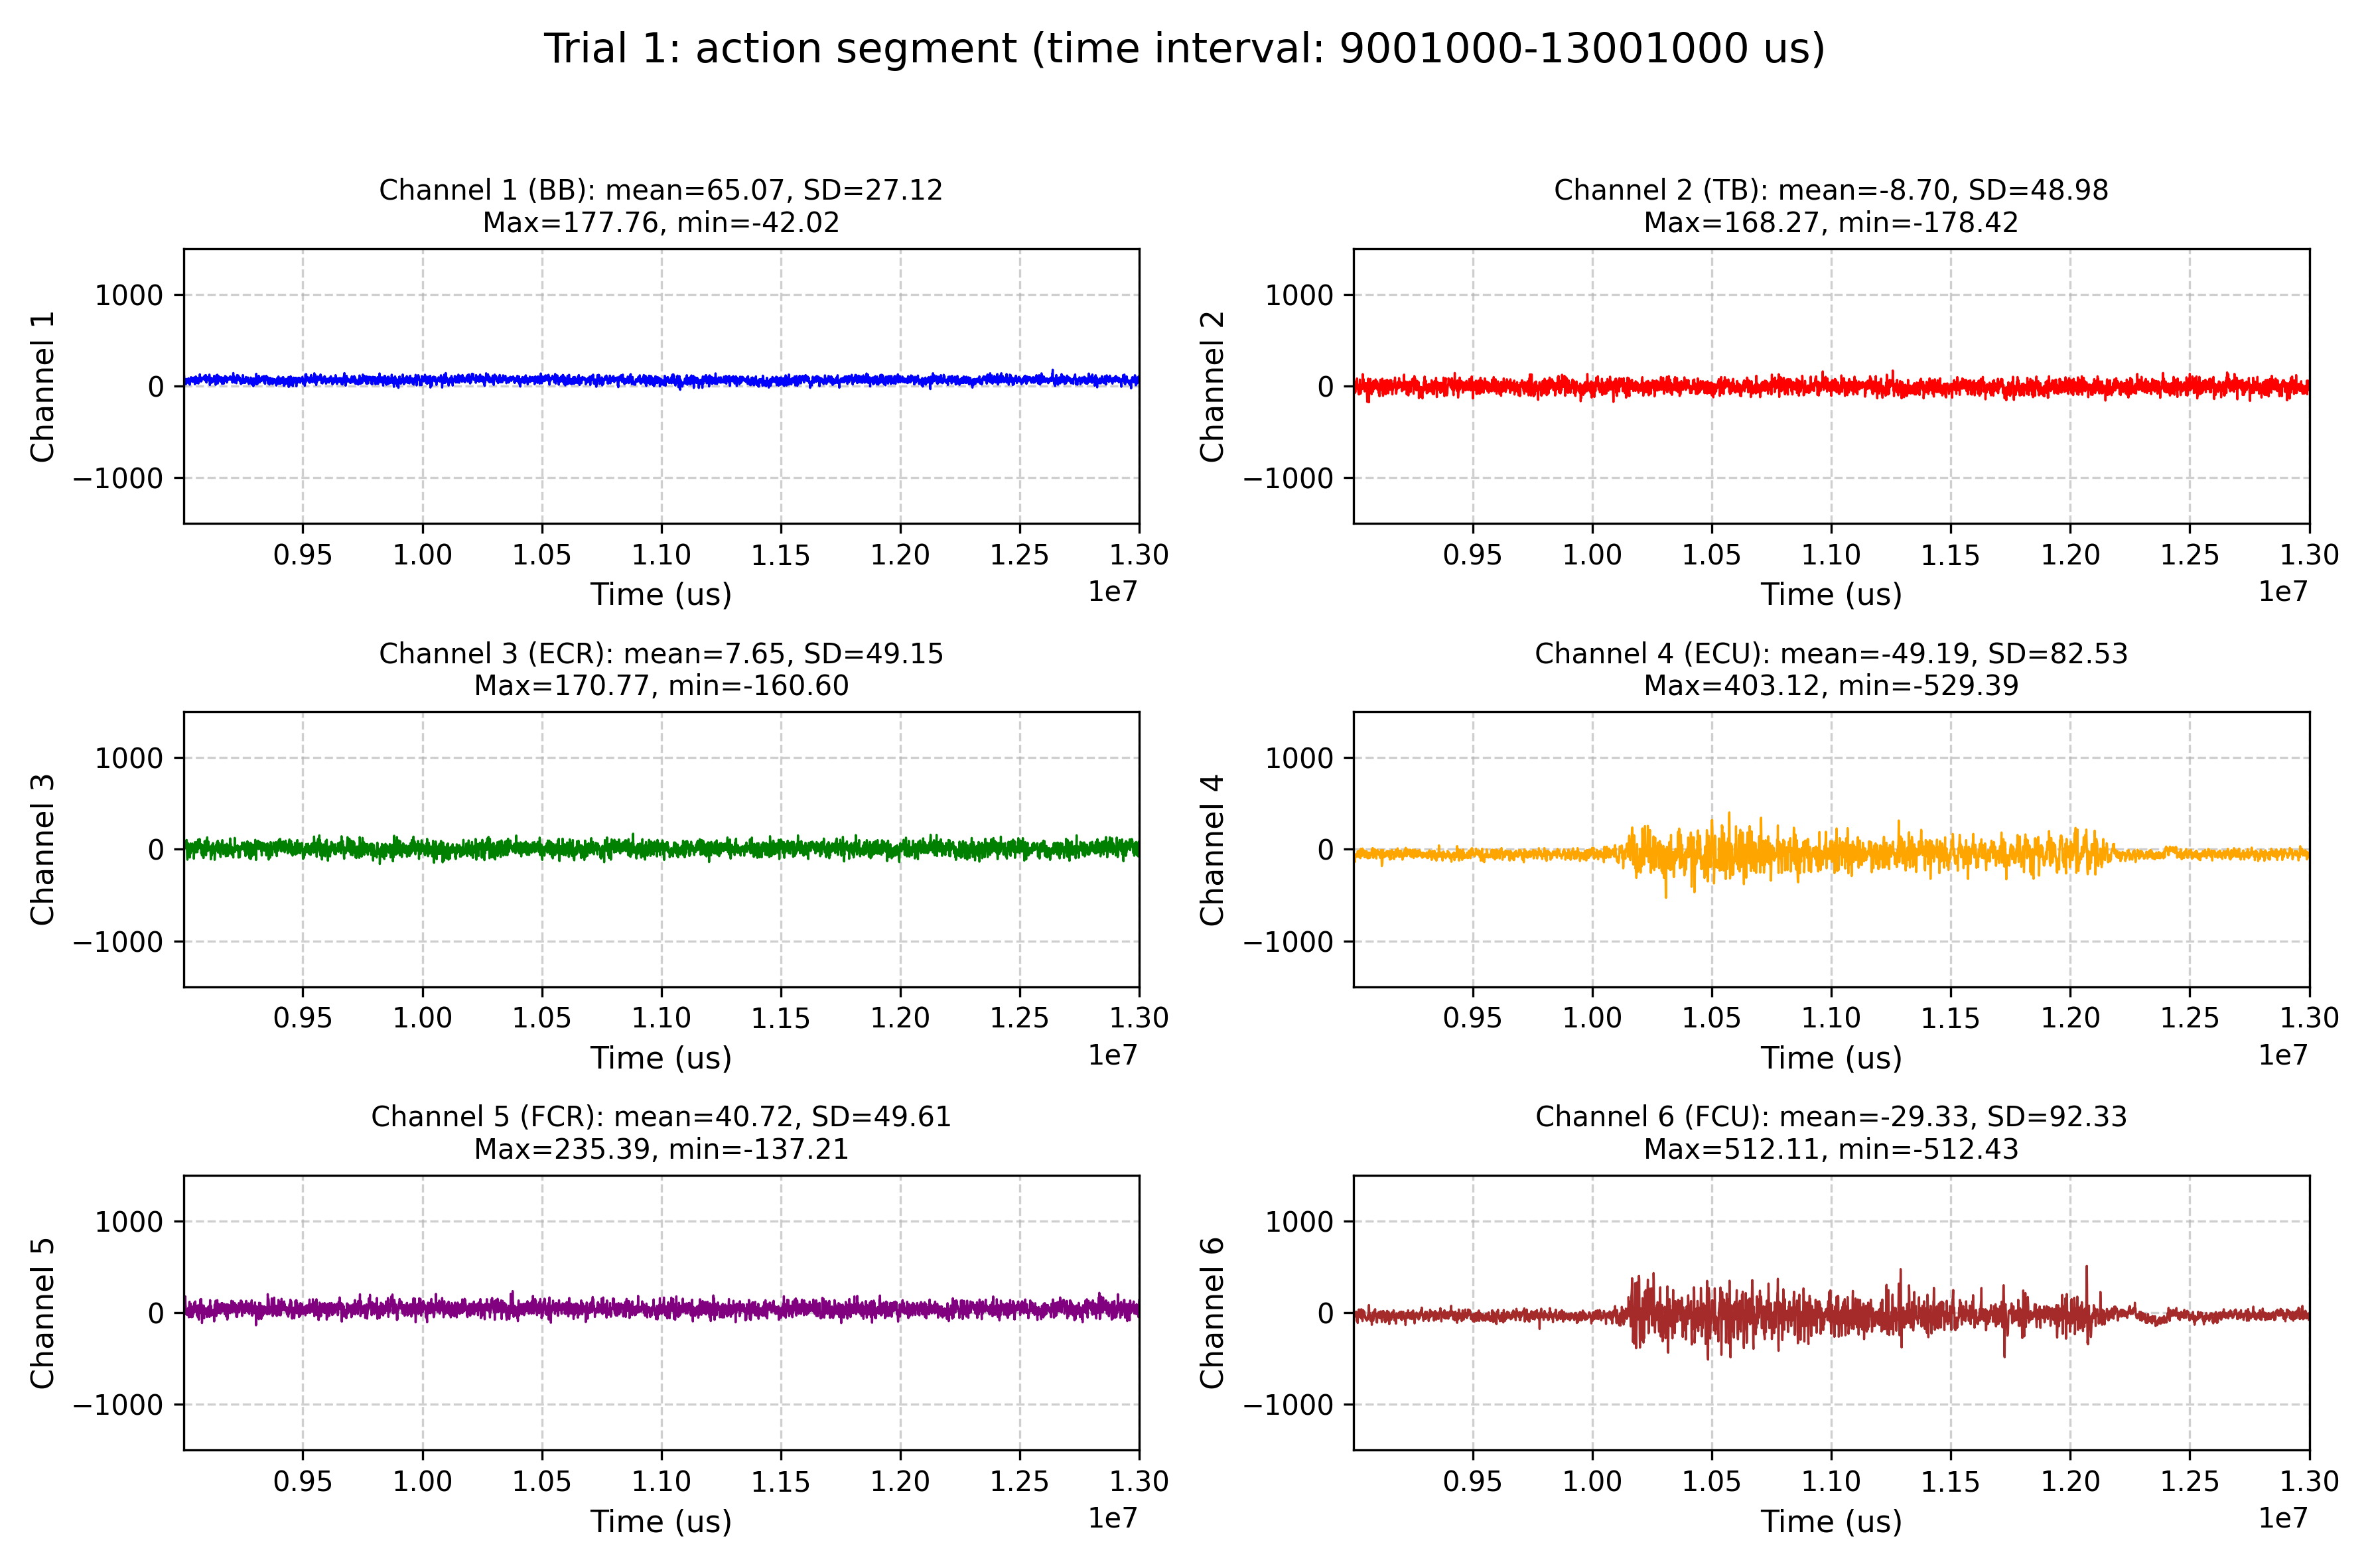 Trial 1: action segment (time interval: 9001000-13001000 us)
Channel 1 (BB): mean=65.07, SD=27.12
Max=177.76, min=-42.02
Channel 1
1000
0
−1000
0.95 1.00 1.05 1.10 1.15 1.20 1.25 1.30
Time (us)
1e7
Channel 2 (TB): mean=-8.70, SD=48.98
Max=168.27, min=-178.42
Channel 2
1000
0
−1000
0.95 1.00 1.05 1.10 1.15 1.20 1.25 1.30
Time (us)
1e7
Channel 3 (ECR): mean=7.65, SD=49.15
Max=170.77, min=-160.60
Channel 3
1000
0
−1000
0.95 1.00 1.05 1.10 1.15 1.20 1.25 1.30
Time (us)
1e7
Channel 4 (ECU): mean=-49.19, SD=82.53
Max=403.12, min=-529.39
Channel 4
1000
0
−1000
0.95 1.00 1.05 1.10 1.15 1.20 1.25 1.30
Time (us)
1e7
Channel 5 (FCR): mean=40.72, SD=49.61
Max=235.39, min=-137.21
Channel 5
1000
0
−1000
0.95 1.00 1.05 1.10 1.15 1.20 1.25 1.30
Time (us)
1e7
Channel 6 (FCU): mean=-29.33, SD=92.33
Max=512.11, min=-512.43
Channel 6
1000
0
−1000
0.95 1.00 1.05 1.10 1.15 1.20 1.25 1.30
Time (us)
1e7